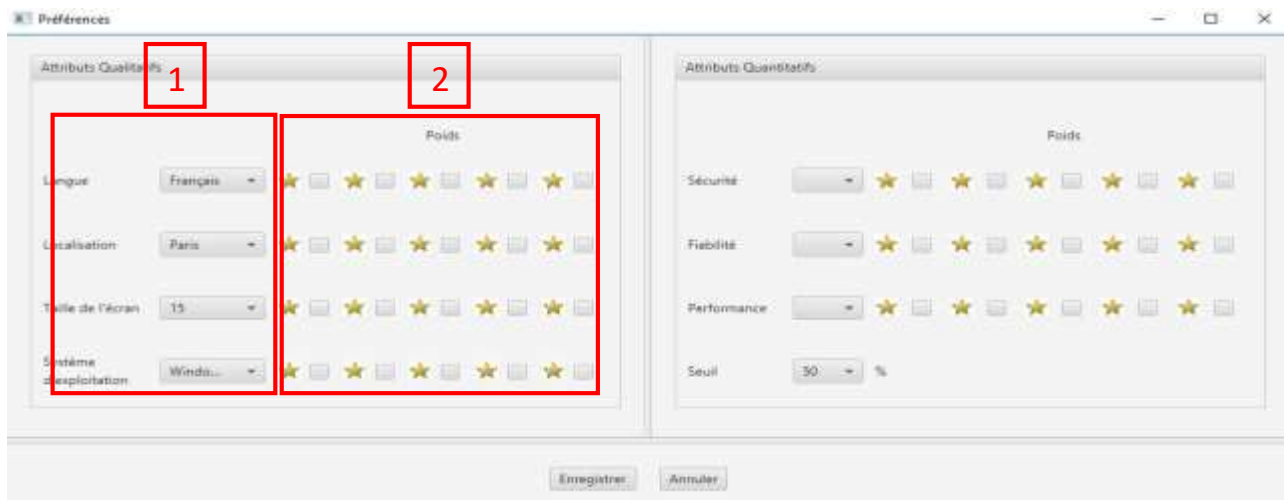 Préférences
Attributs Qualitatifs
1
2
Poids
Langue
Français
Localisation
Paris
Taille de l'écran
15
Système
d'exploitation
Windo...
Attributs Quantitatifs
Poids
Sécurité
Fiabilité
Performance
Seuil
50
%
Enregistrer
Annuler